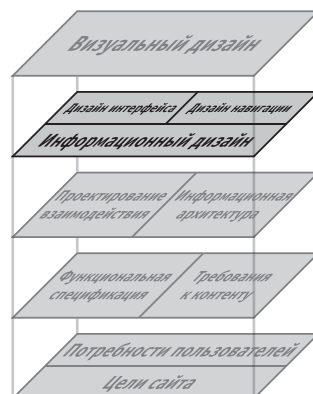 Визуальный дизайн
Дизайн интерфейса
Дизайн навигации
Информационный дизайн
Проектирование
взаимодействия
Информационная
архитектура
Функциональная
спецификация
Требования
к контенту
Потребности пользователей
Цели сайта